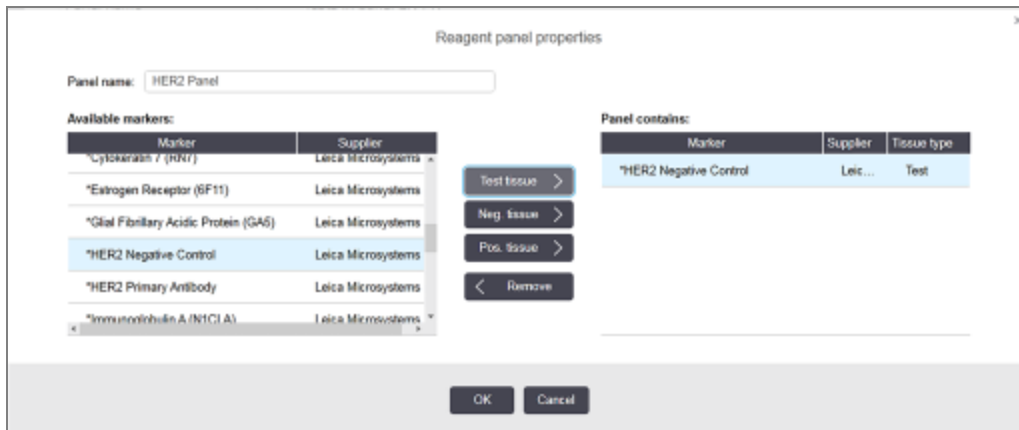 Reagent panel properties
Panel name: HER2 Panel
Available markers:
Panel contains:
Marker Supplier
Marker Supplier Tissue type
*Cytokeratin 7 (RN7) Leica Microsystems
*HER2 Negative Control Leic... Test
*Estrogen Receptor (6F11) Leica Microsystems
*Glial Fibrillary Acidic Protein (GA5) Leica Microsystems
*HER2 Negative Control Leica Microsystems
*HER2 Primary Antibody Leica Microsystems
*Immunoglobulin A (N1CLA) Leica Microsystems
Test tissue
Neg. tissue
Pos. tissue
Remove
OK Cancel